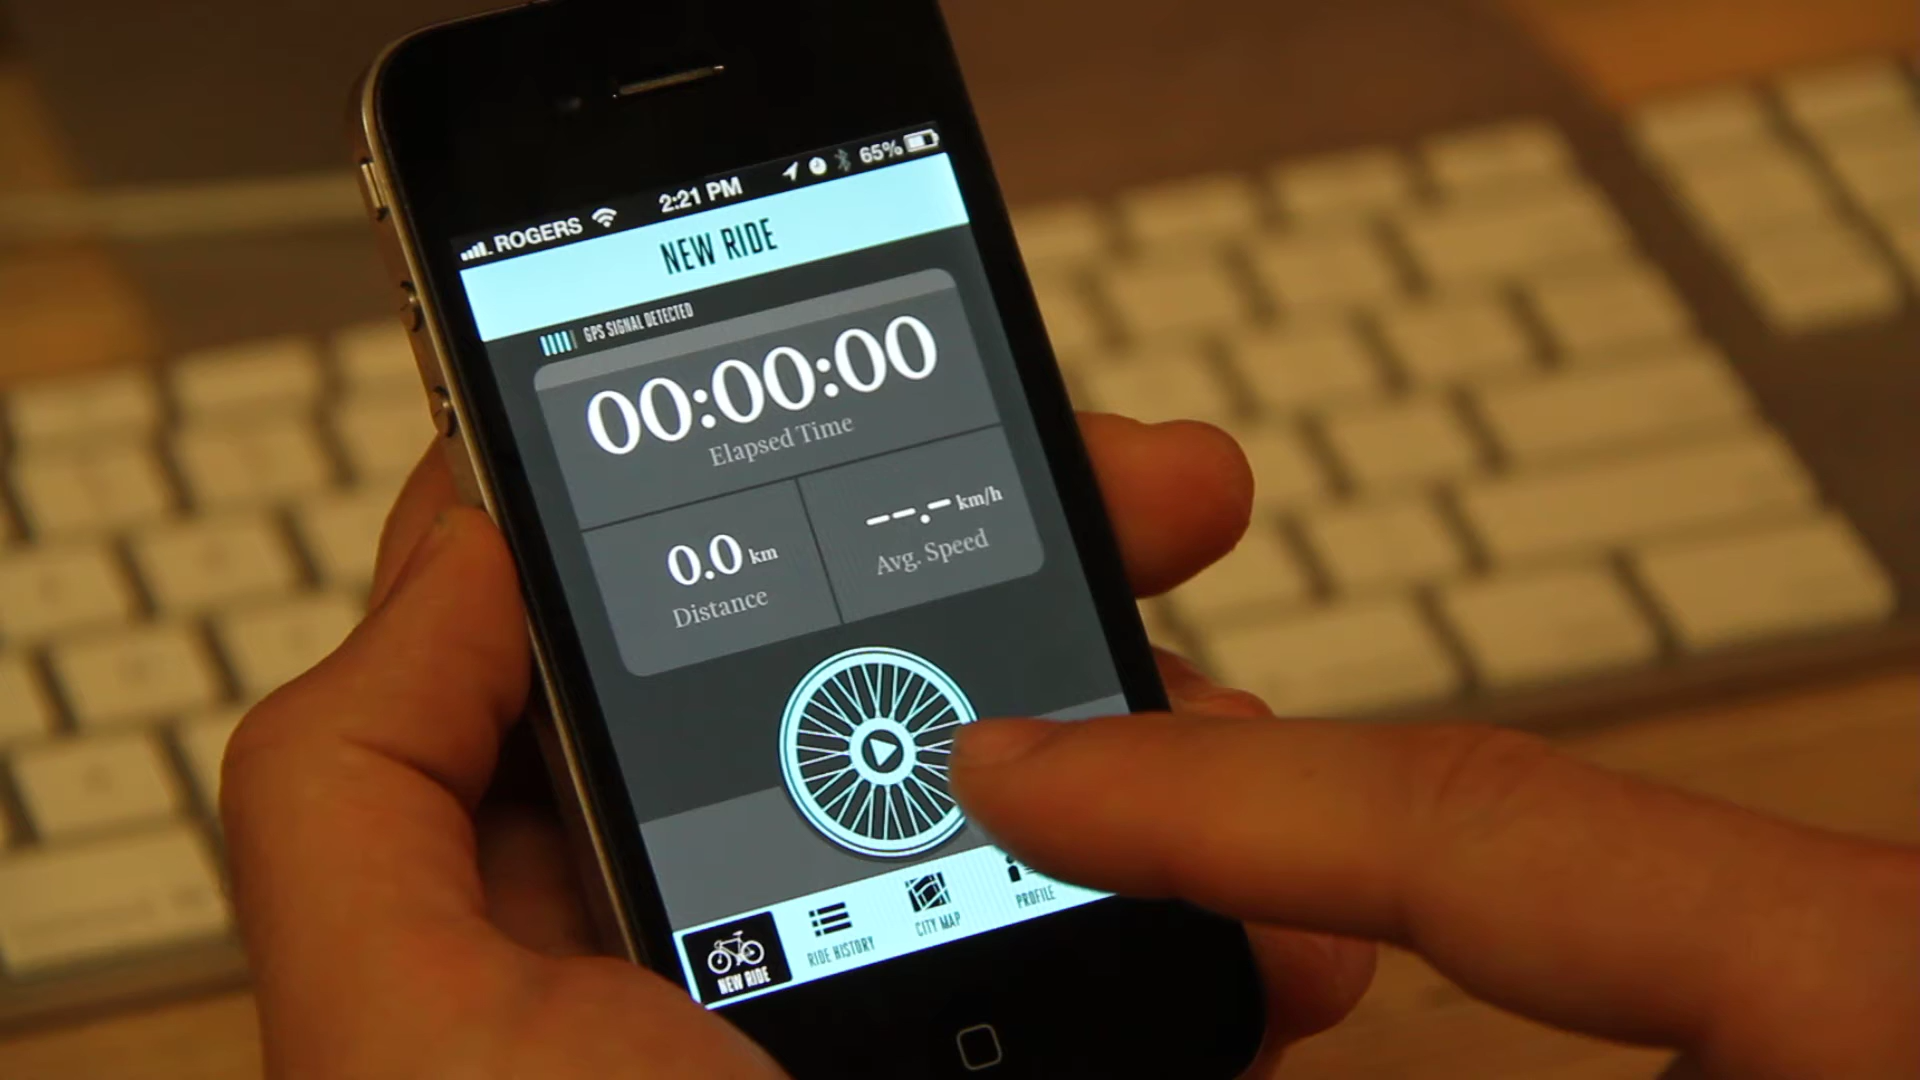 ROGERS 2:21 PM 65%
NEW RIDE
GPS SIGNAL DETECTED
00:00:00
Elapsed Time
0.0 km
Distance
--.- km/h
Avg. Speed
NEW RIDE
RIDE HISTORY
CITY MAP
PROFILE